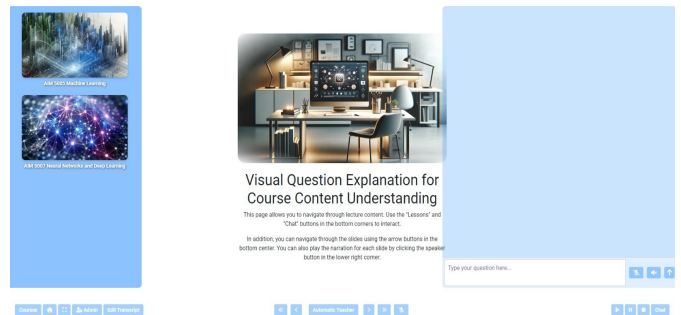 AIM 5005 Machine Learning
AIM 5007 Neural Networks and Deep Learning
Visual Question Explanation for
Course Content Understanding
This page allows you to navigate through lecture content. Use the "Lessons" and
"Chat" buttons in the bottom corners to interact.
In addition, you can navigate through the slides using the arrow buttons in the
bottom center. You can also play the narration for each slide by clicking the speaker
button in the lower right corner.
Type your question here...
Courses Admin Edit Transcript Automatic Teacher Chat